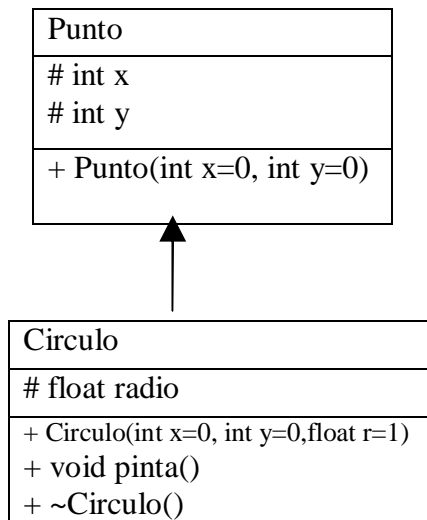 Punto
# int x
# int y
+ Punto(int x=0, int y=0)
Circulo
# float radio
+ Circulo(int x=0, int y=0,float r=1)
+ void pinta()
+ ~Circulo()